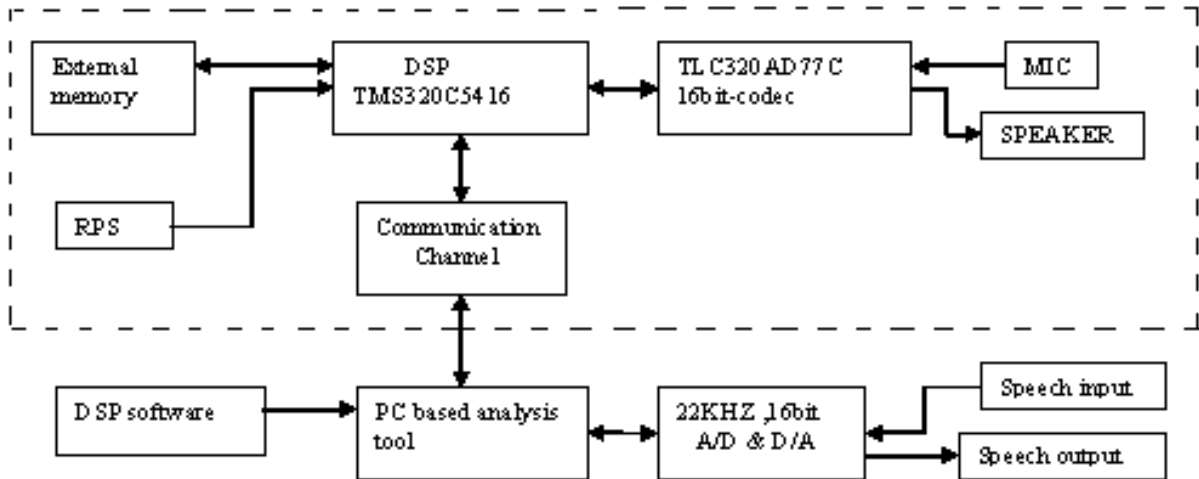 External
memory
DSP
TMS320C5416
TLC320AD77C
16bit-codec
MIC
SPEAKER
RPS
Communication
Channel
DSP software
PC based analysis
tool
22KHZ ,16bit
A/D & D/A
Speech input
Speech output